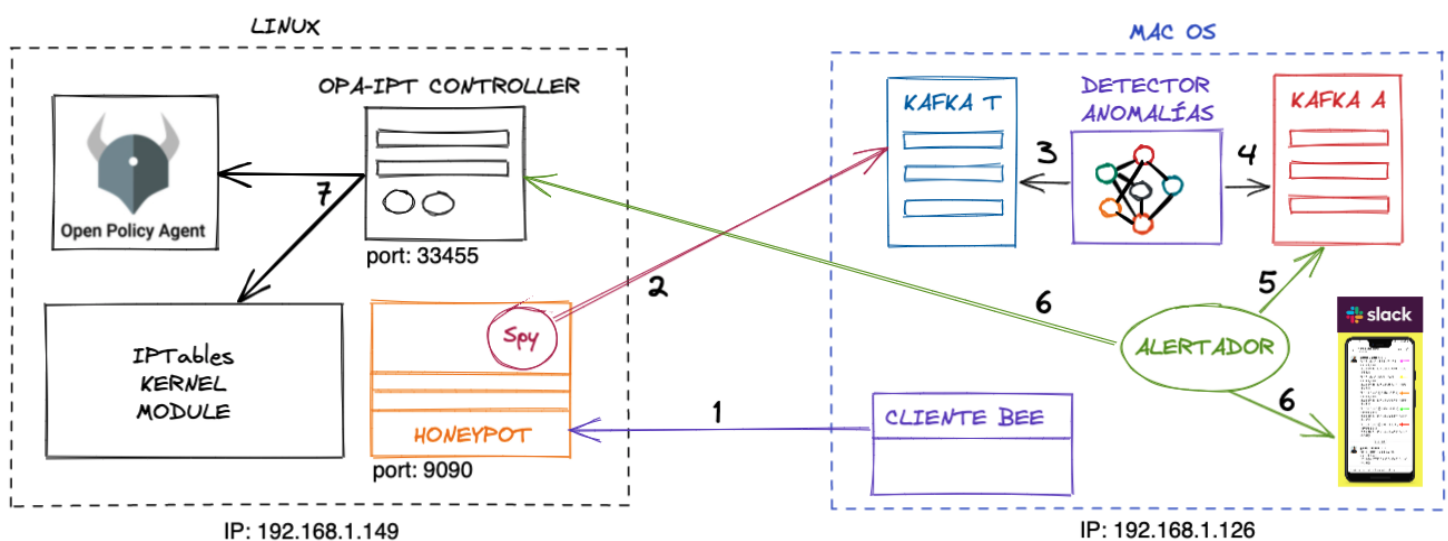 LINUX
OPA-IPT CONTROLLER
Open Policy Agent
7
port: 33455
IPTables
KERNEL
MODULE
Spy
HONEYPOT
port: 9090
IP: 192.168.1.149
2
6
1
MAC OS
KAFKA T
DETECTOR
ANOMALÍAS
KAFKA A
3
4
5
ALERTADOR
6
slack
CLIENTE BEE
IP: 192.168.1.126